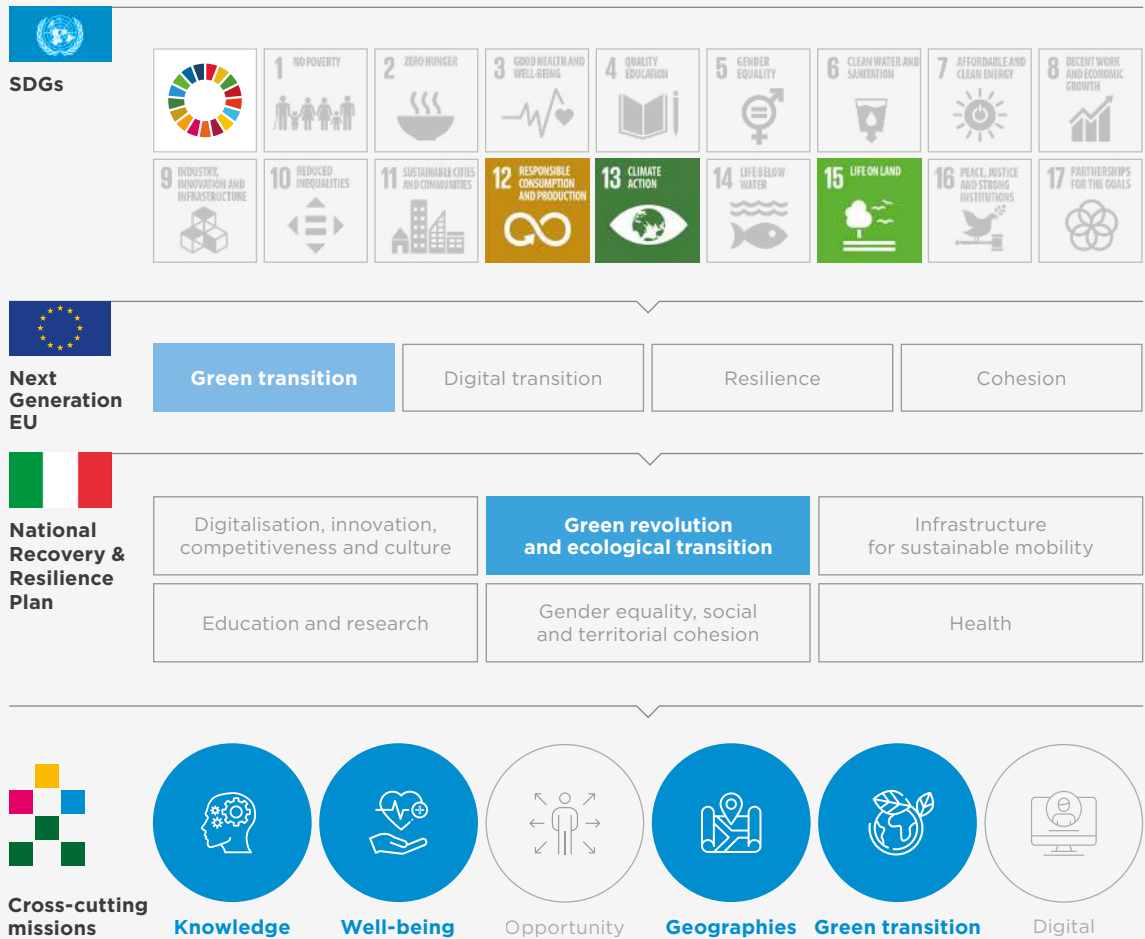 SDGs
1 NO POVERTY
2 ZERO HUNGER
3 GOOD HEALTH AND
WELL-BEING
4 QUALITY
EDUCATION
5 GENDER
EQUALITY
6 CLEAN WATER AND
SANITATION
7 AFFORDABLE AND
CLEAN ENERGY
8 DECENT WORK
AND ECONOMIC
GROWTH
9 INDUSTRY,
INNOVATION AND
INFRASTRUCTURE
10 REDUCED
INEQUALITIES
11 SUSTAINABLE CITIES
AND COMMUNITIES
12 RESPONSIBLE
CONSUMPTION
AND PRODUCTION
13 CLIMATE
ACTION
14 LIFE BELOW
WATER
15 LIFE ON LAND
16 PEACE, JUSTICE
AND STRONG
INSTITUTIONS
17 PARTNERSHIPS
FOR THE GOALS
Next
Generation
EU
Green transition
Digital transition
Resilience
Cohesion
National
Recovery &
Resilience
Plan
Digitalisation, innovation,
competitiveness and culture
Green revolution
and ecological transition
Infrastructure
for sustainable mobility
Education and research
Gender equality, social
and territorial cohesion
Health
Cross-cutting
missions
Knowledge
Well-being
Opportunity
Geographies
Green transition
Digital